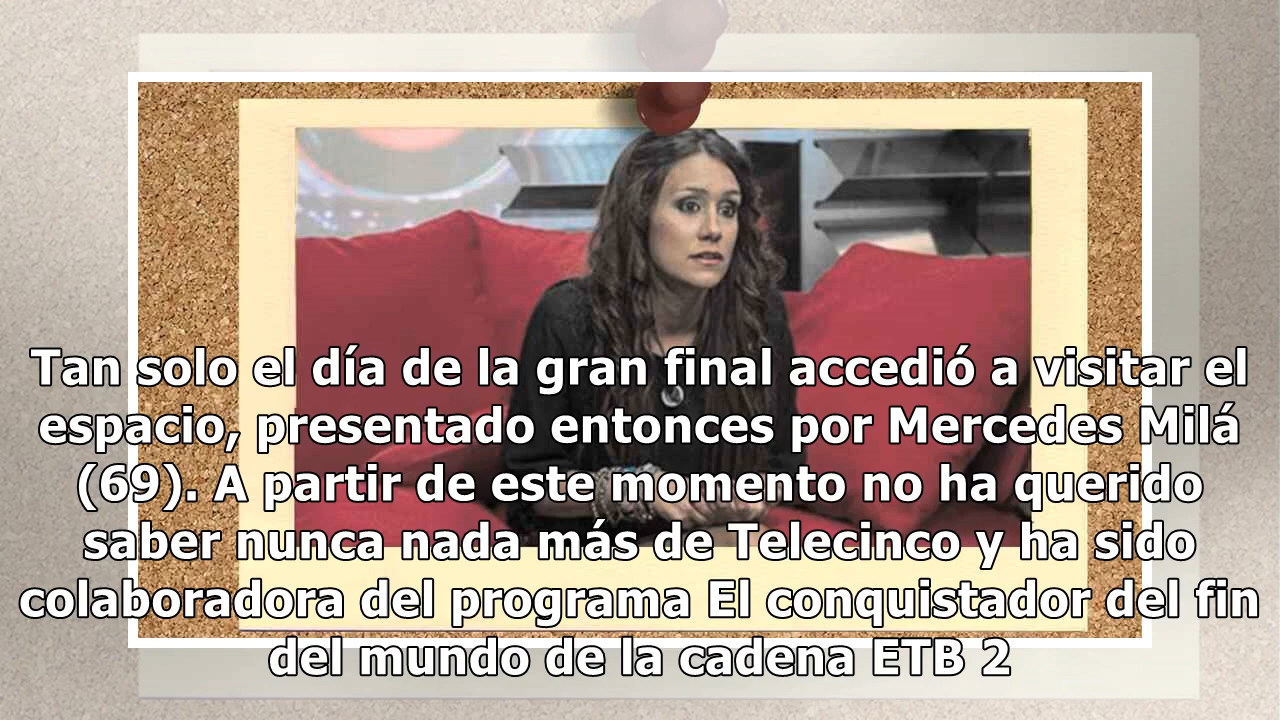 Tan solo el día de la gran final accedió a visitar el
espacio, presentado entonces por Mercedes Milá
(69). A partir de este momento no ha querido
saber nunca nada más de Telecinco y ha sido
colaboradora del programa El conquistador del fin
del mundo de la cadena ETB 2